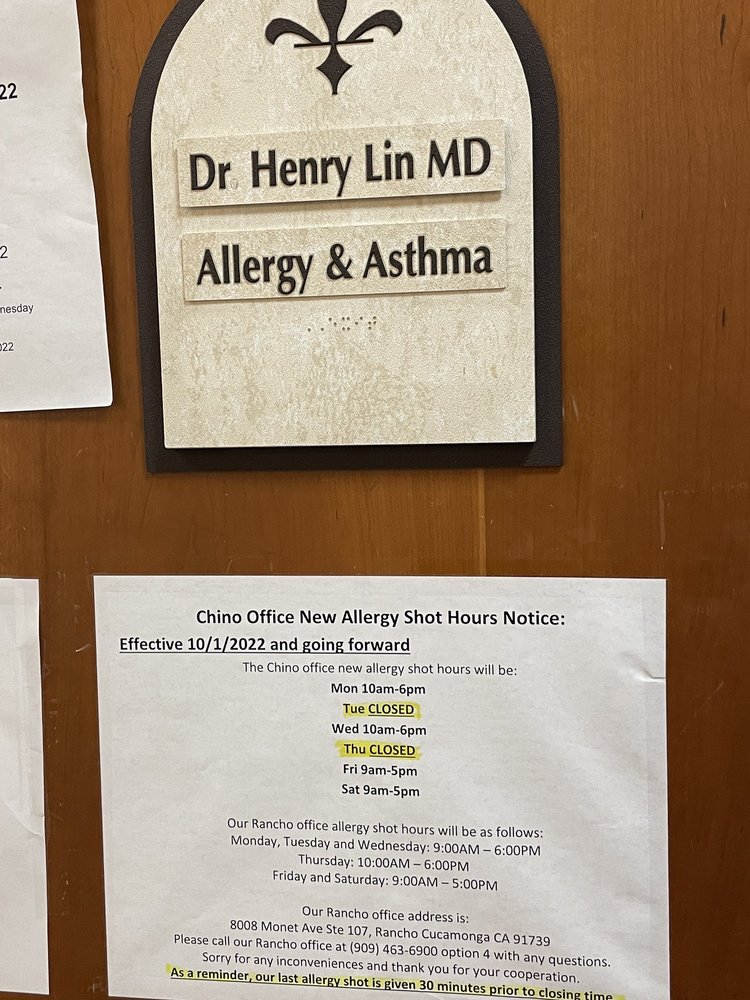 22
2
nesday
022
Dr. Henry Lin MD
Allergy & Asthma
Chino Office New Allergy Shot Hours Notice:
Effective 10/1/2022 and going forward
The Chino office new allergy shot hours will be:
Mon 10am-6pm
Tue CLOSED
Wed 10am-6pm
Thu CLOSED
Fri 9am-5pm
Sat 9am-5pm
Our Rancho office allergy shot hours will be as follows:
Monday, Tuesday and Wednesday: 9:00AM – 6:00PM
Thursday: 10:00AM – 6:00PM
Friday and Saturday: 9:00AM – 5:00PM
Our Rancho office address is:
8008 Monet Ave Ste 107, Rancho Cucamonga CA 91739
Please call our Rancho office at (909) 463-6900 option 4 with any questions.
Sorry for any inconveniences and thank you for your cooperation.
As a reminder, our last allergy shot is given 30 minutes prior to closing time